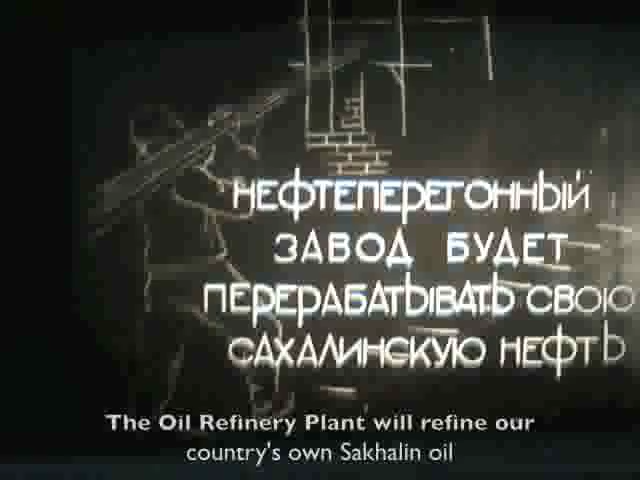 НЕФТЕПЕРЕГОННЫЙ
ЗАВОД БУДЕТ
ПЕРЕРАБАТЫВАТЬ СВОЮ
САХАЛИНСКУЮ НЕФТЬ
The Oil Refinery Plant will refine our
country's own Sakhalin oil